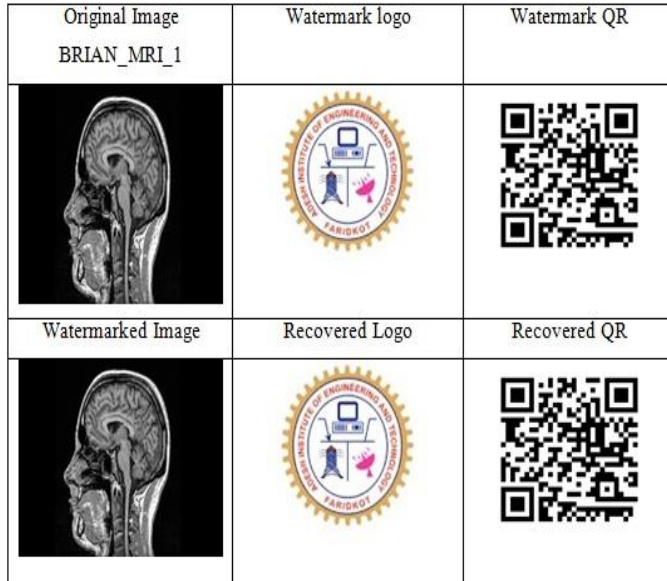 Original Image
BRIAN_MRI_1
Watermark logo
Watermark QR
ADESH INSTITUTE OF ENGINEERING AND TECHNOLOGY
FARIDKOT
Watermarked Image
Recovered Logo
Recovered QR
ADESH INSTITUTE OF ENGINEERING AND TECHNOLOGY
FARIDKOT